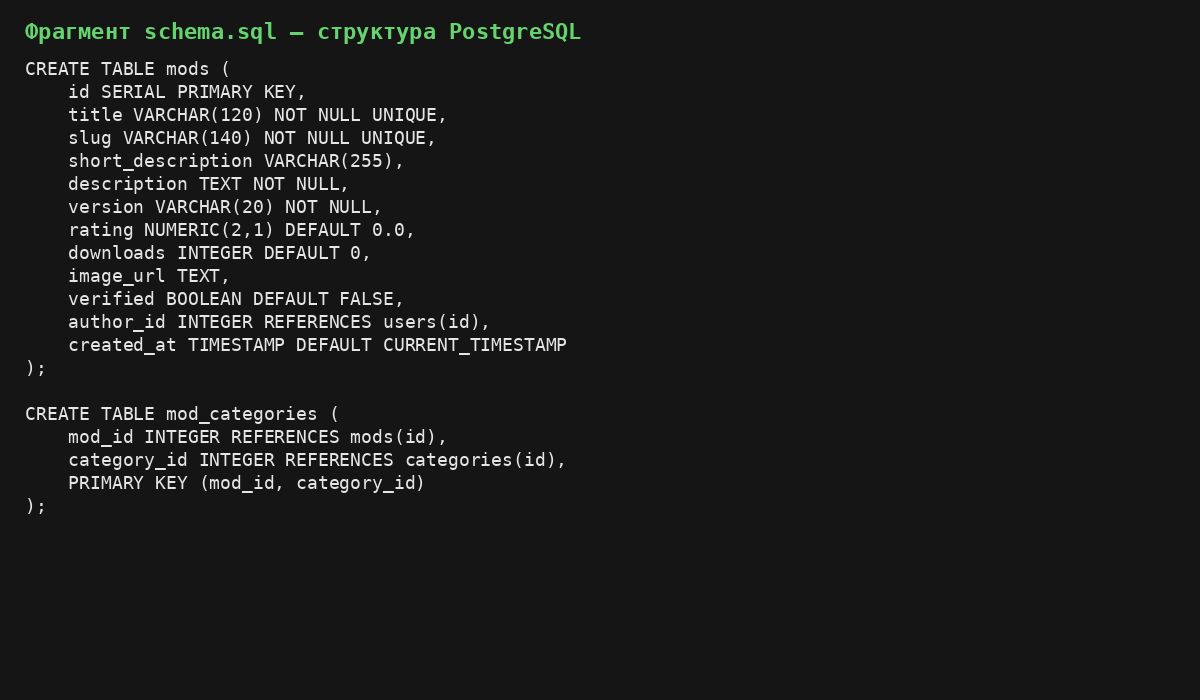 Фрагмент schema.sql — структура PostgreSQL
CREATE TABLE mods (
    id SERIAL PRIMARY KEY,
    title VARCHAR(120) NOT NULL UNIQUE,
    slug VARCHAR(140) NOT NULL UNIQUE,
    short_description VARCHAR(255),
    description TEXT NOT NULL,
    version VARCHAR(20) NOT NULL,
    rating NUMERIC(2,1) DEFAULT 0.0,
    downloads INTEGER DEFAULT 0,
    image_url TEXT,
    verified BOOLEAN DEFAULT FALSE,
    author_id INTEGER REFERENCES users(id),
    created_at TIMESTAMP DEFAULT CURRENT_TIMESTAMP
);

CREATE TABLE mod_categories (
    mod_id INTEGER REFERENCES mods(id),
    category_id INTEGER REFERENCES categories(id),
    PRIMARY KEY (mod_id, category_id)
);